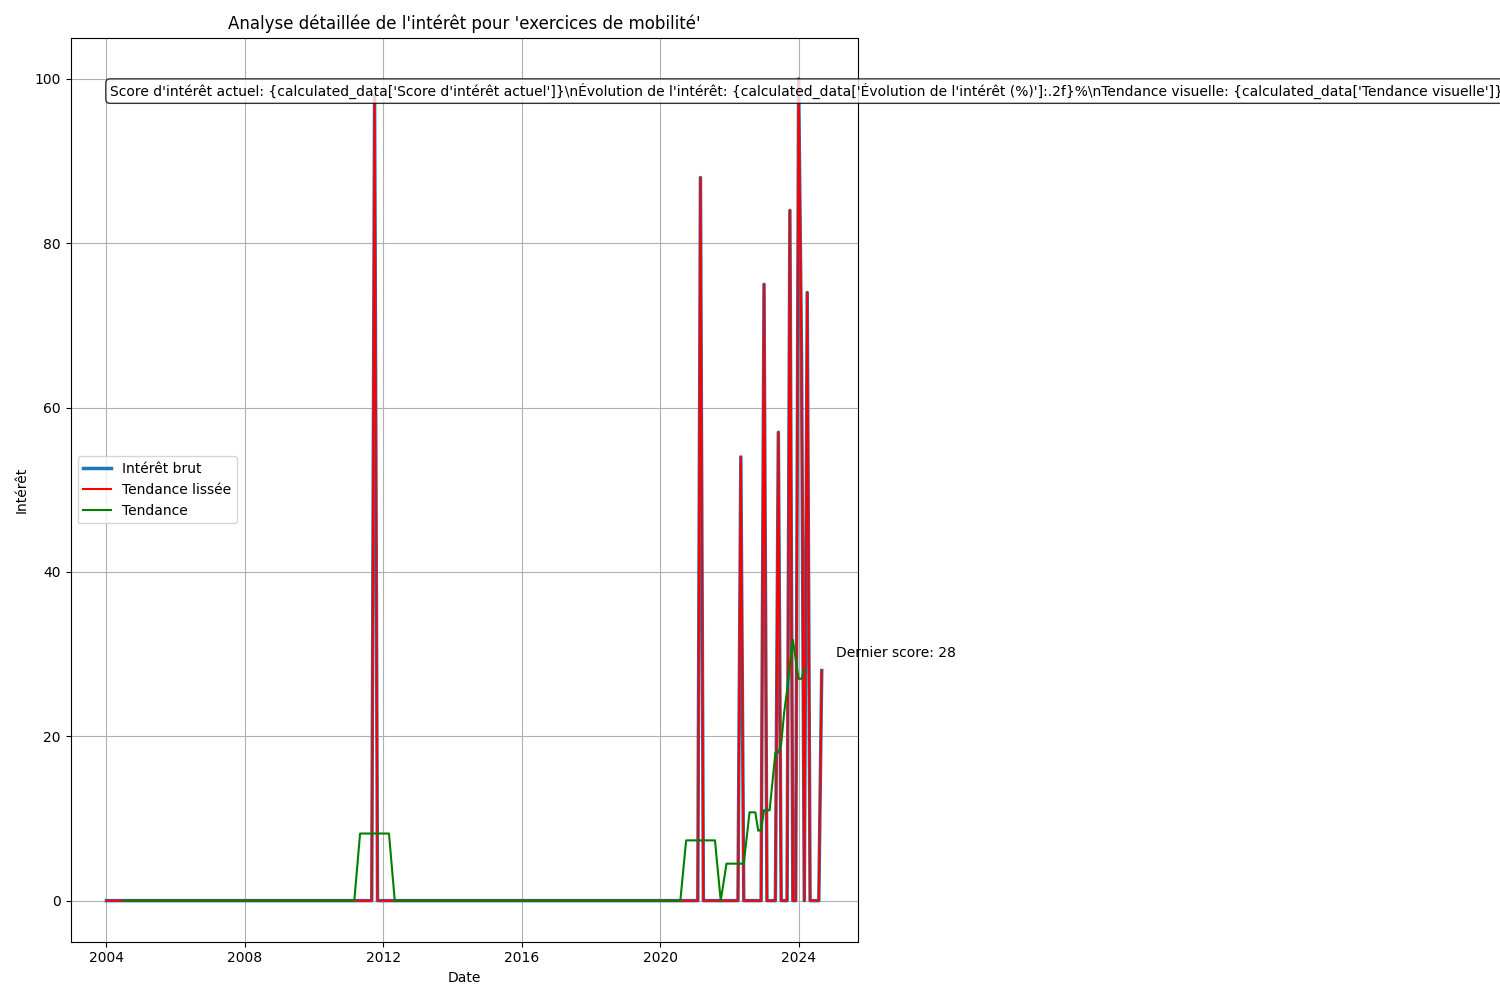 Analyse détaillée de l'intérêt pour 'exercices de mobilité'
100
Score d'intérêt actuel: {calculated_data['Score d'intérêt actuel']}\nÉvolution de l'intérêt: {calculated_data['Évolution de l'intérêt (%)']:.2f}%\nTendance visuelle: {calculated_data['Tendance visuelle']}
80
60
Intérêt brut
Tendance lissée
Tendance
Intérêt
40
Dernier score: 28
20
0
2004 2008 2012 2016 2020 2024
Date